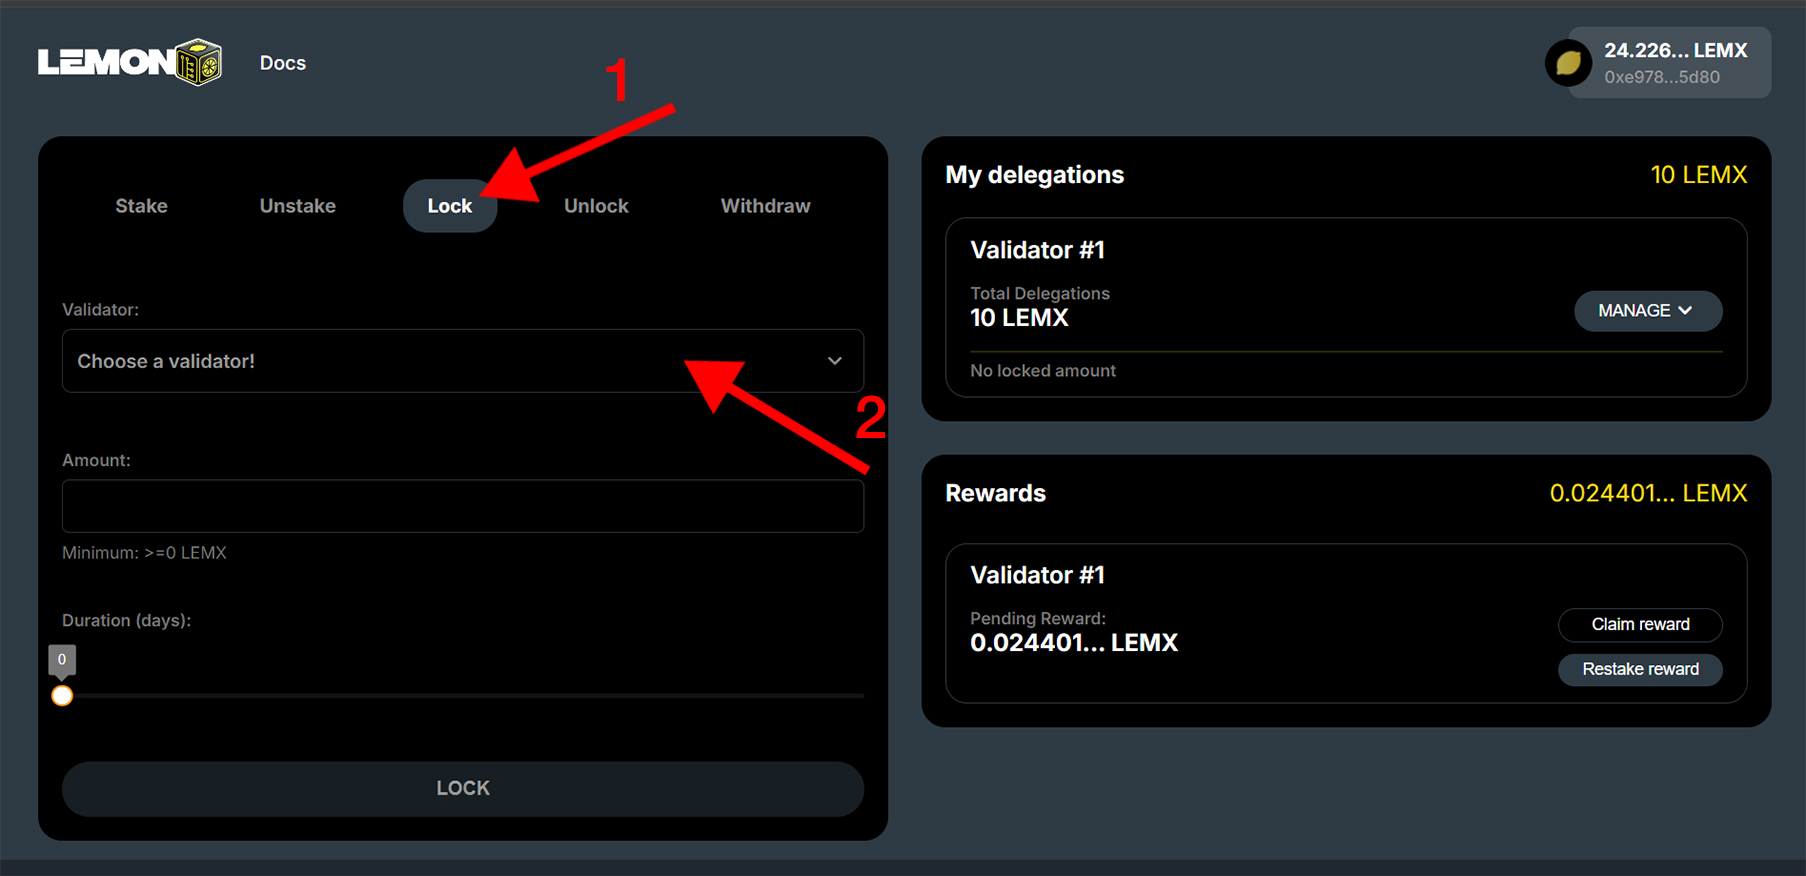 LEMON
Docs
24.226... LEMX
0xe978...5d80
1
Stake
Unstake
Lock
Unlock
Withdraw
Validator:
Choose a validator!
2
Amount:
Minimum: >=0 LEMX
Duration (days):
0
LOCK
My delegations
10 LEMX
Validator #1
Total Delegations
10 LEMX
MANAGE
No locked amount
Rewards
0.024401... LEMX
Validator #1
Pending Reward:
0.024401... LEMX
Claim reward
Restake reward